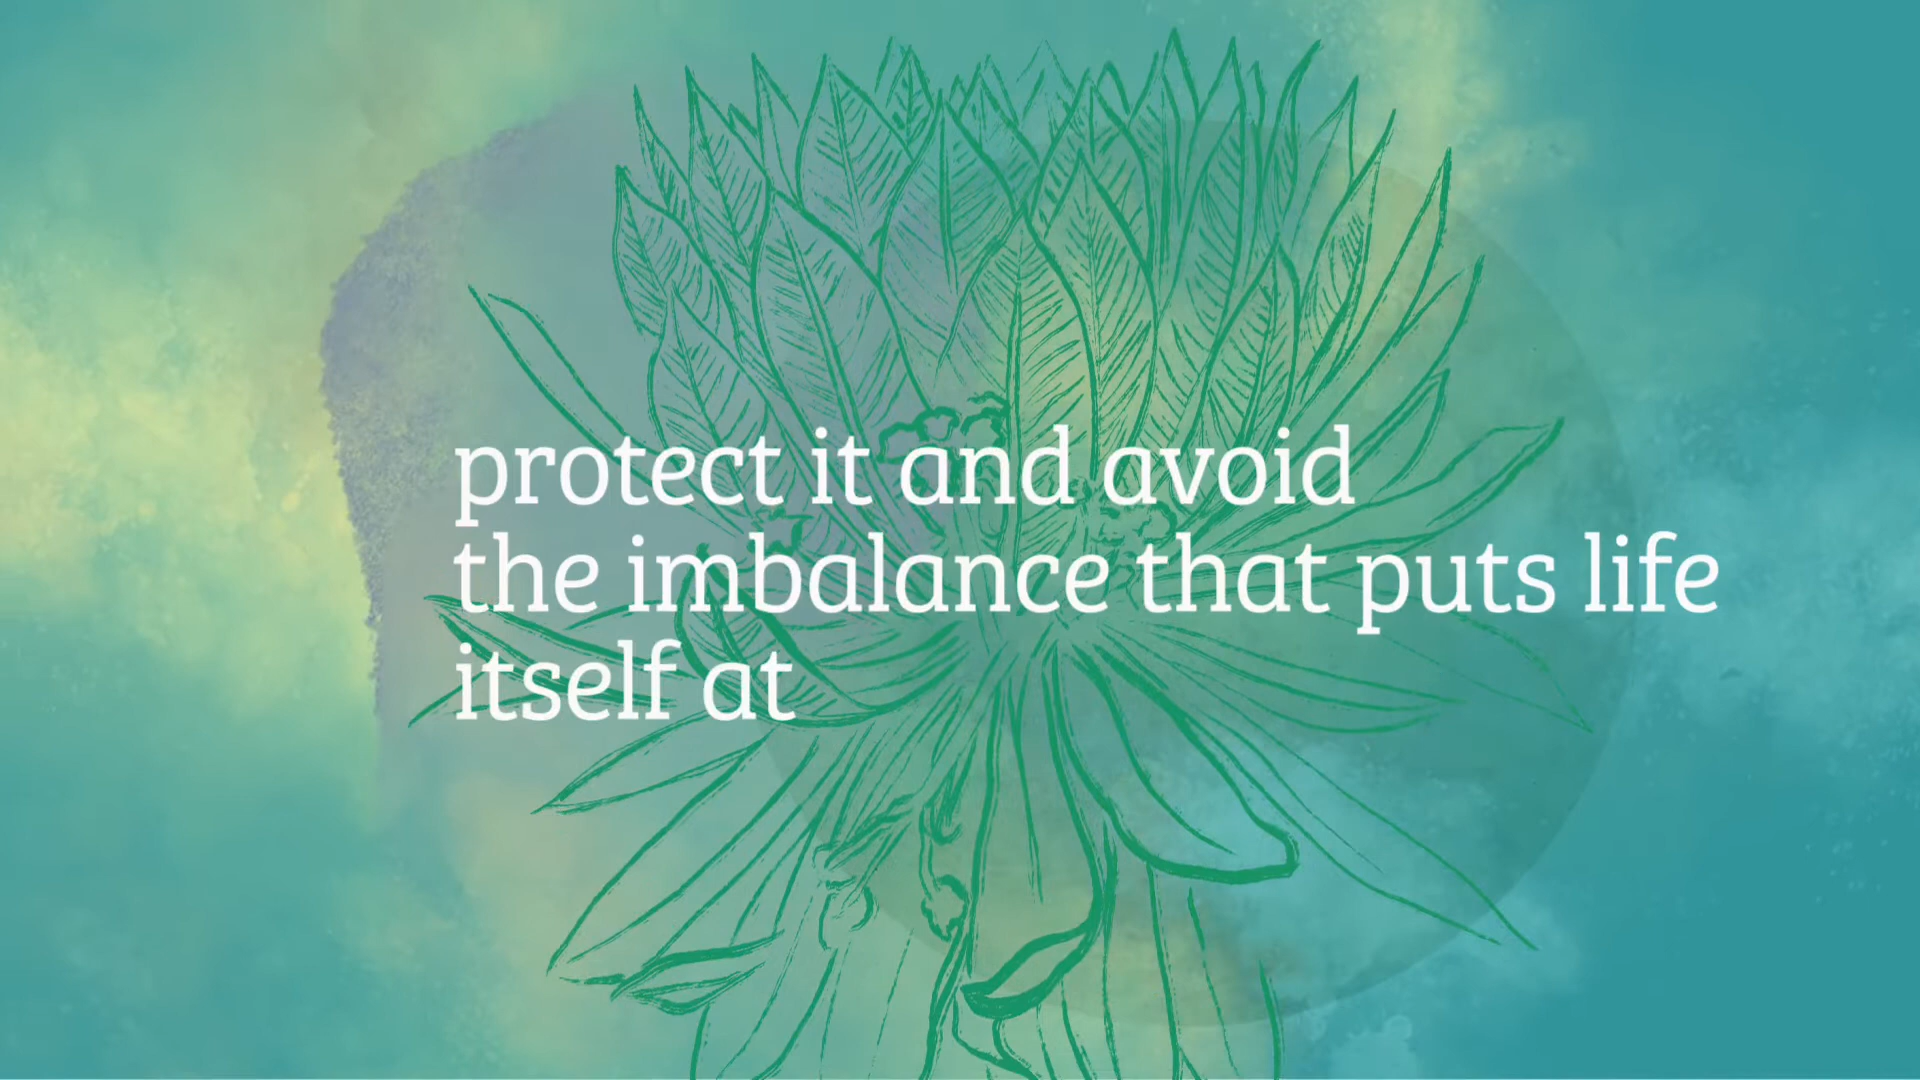 protect it and avoid
the imbalance that puts life
itself at